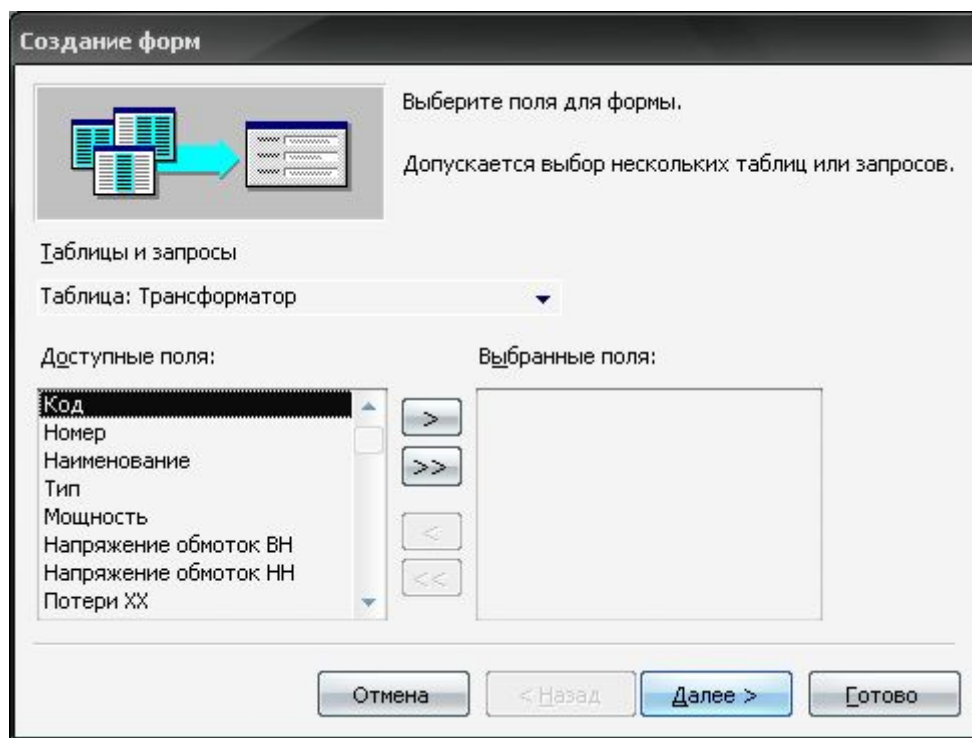 Создание форм
Выберите поля для формы.
Допускается выбор нескольких таблиц или запросов.
Таблицы и запросы
Таблица: Трансформатор
Доступные поля:
Выбранные поля:
Код
Номер
Наименование
Тип
Мощность
Напряжение обмоток ВН
Напряжение обмоток НН
Потери ХХ
>
>>
<
<<
Отмена
< Назад
Далее >
Готово